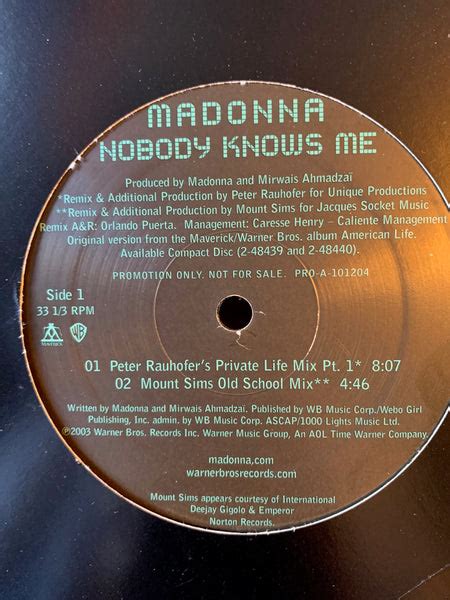 MADONNA
NOBODY KNOWS ME
Produced by Madonna and Mirwais Ahmadzaï
*Remix & Additional Production by Peter Rauhofer for Unique Productions
**Remix & Additional Production by Mount Sims for Jacques Socket Music
Remix A&R: Orlando Puerta. Management: Caresse Henry – Caliente Management
Original version from the Maverick/Warner Bros. album American Life.
Available Compact Disc (2-48439 and 2-48440).
PROMOTION ONLY. NOT FOR SALE. PRO-A-101204
Side 1
33 1/3 RPM
MAVERICK WB
01 Peter Rauhofer's Private Life Mix Pt. 1* 8:07
02 Mount Sims Old School Mix** 4:46
Written by Madonna and Mirwais Ahmadzai. Published by WB Music Corp./Webo Girl
Publishing, Inc. admin. by WB Music Corp. ASCAP/1000 Lights Music Ltd.
℗2003 Warner Bros. Records Inc. Warner Music Group, An AOL Time Warner Company.
madonna.com
warnerbrosrecords.com
Mount Sims appears courtesy of International
Deejay Gigolo & Emperor
Norton Records.